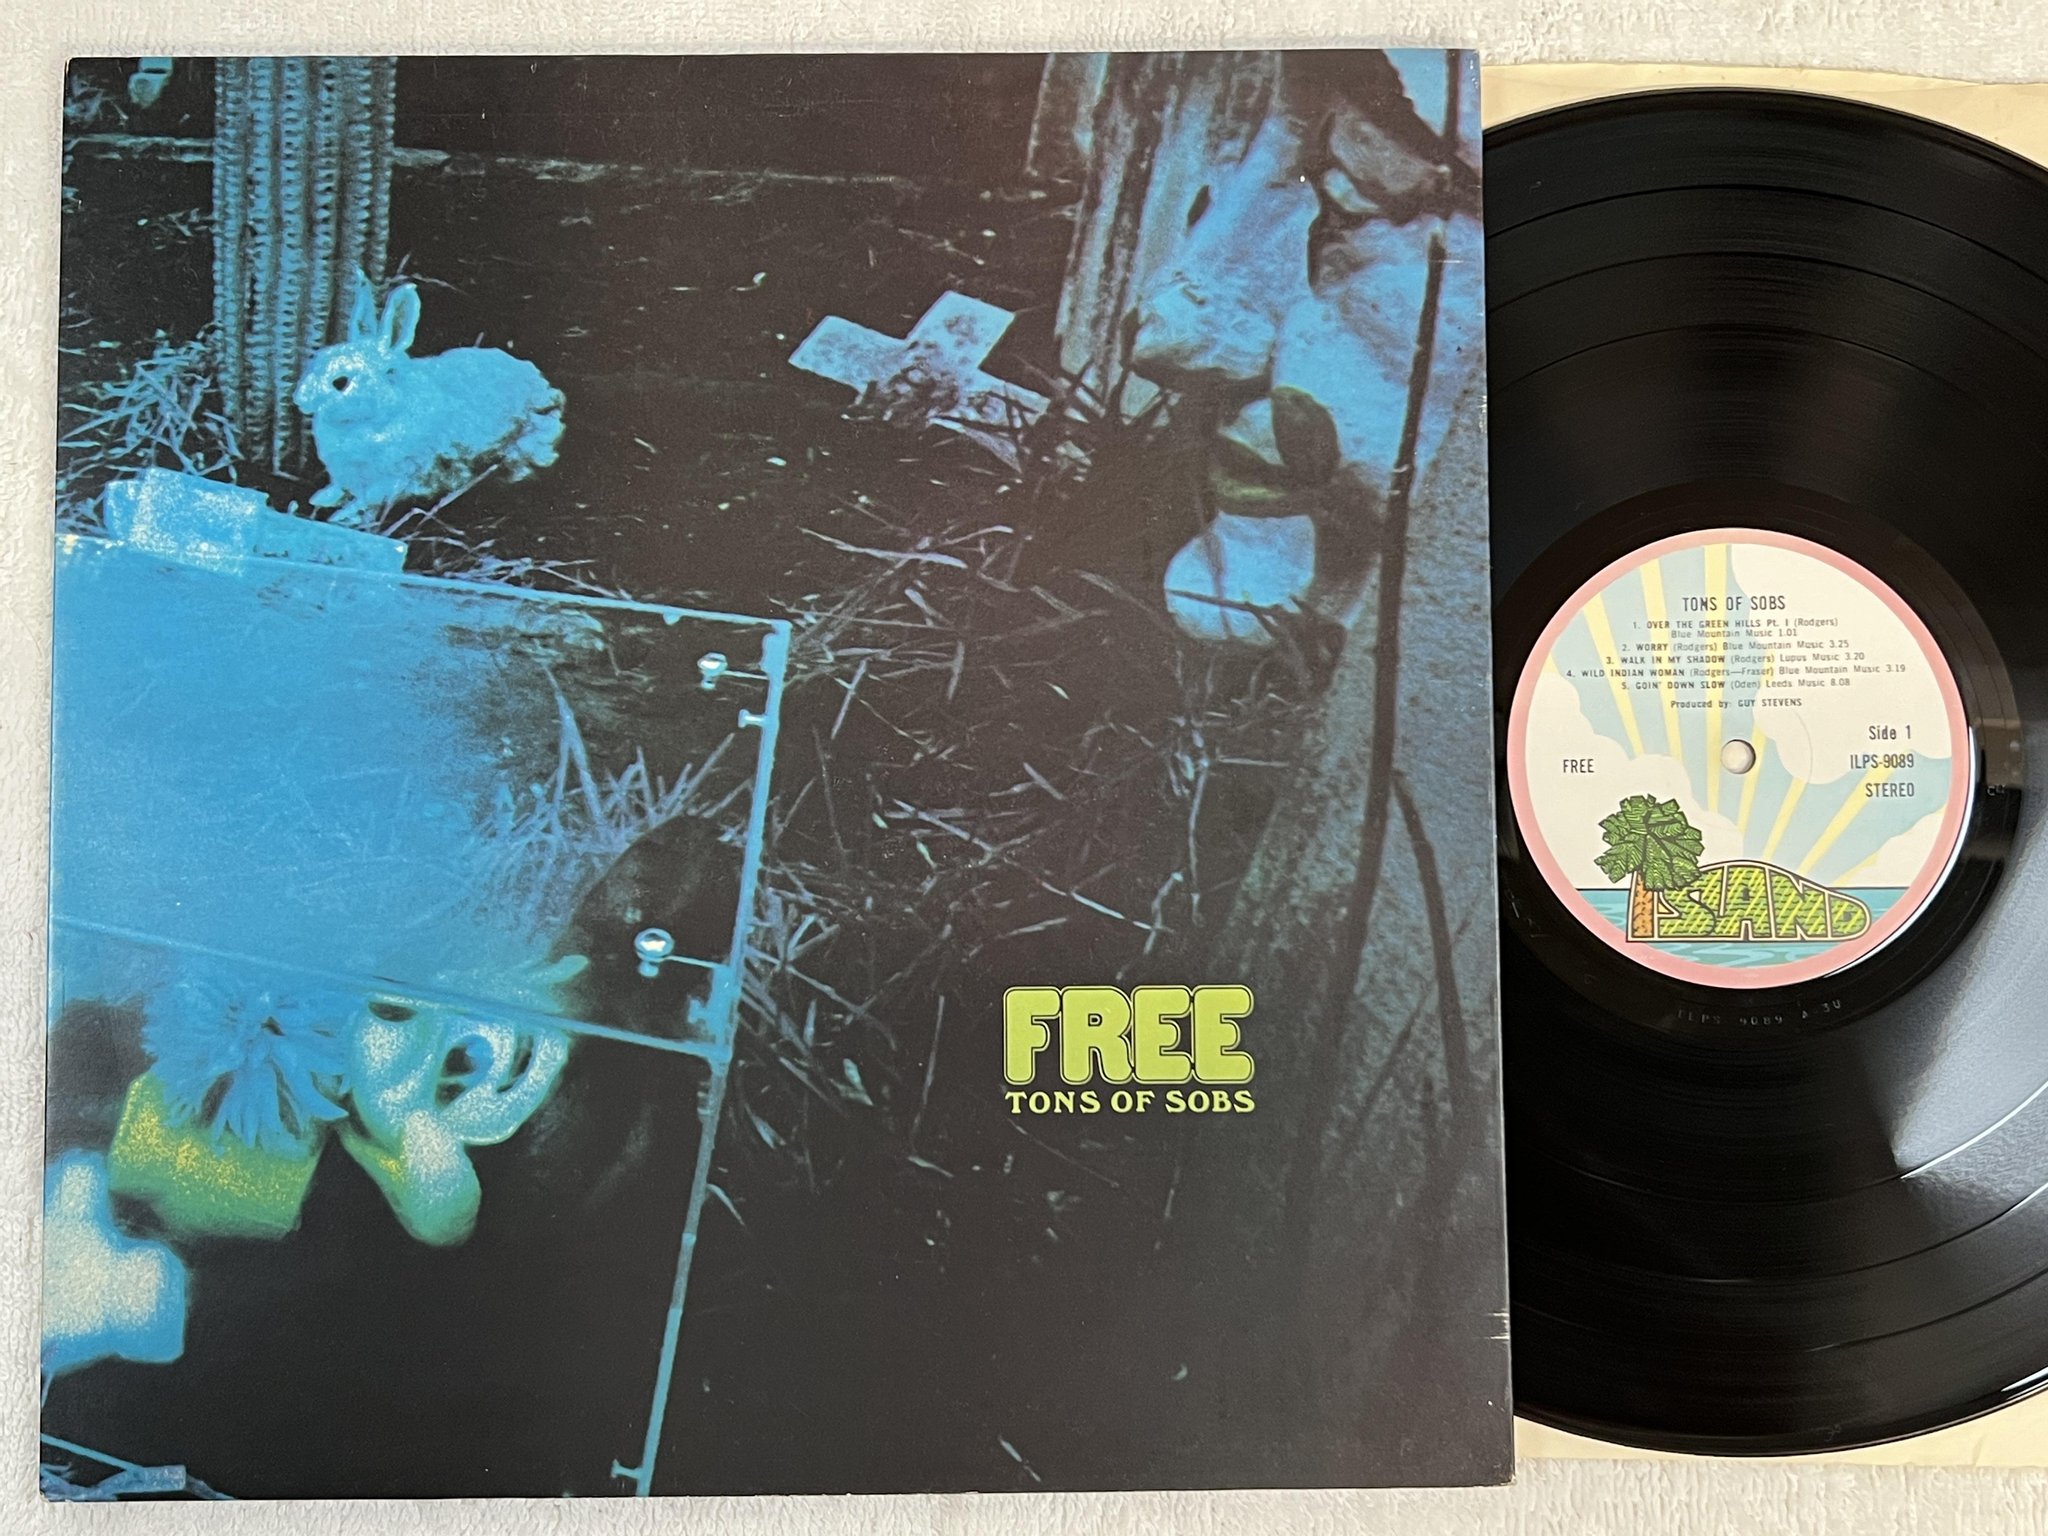 FREE
TONS OF SOBS
TONS OF SOBS
1. OVER THE GREEN HILLS Pt. I (Rodgers)
Blue Mountain Music 1.01
2. WORRY (Rodgers) Blue Mountain Music 3.25
3. WALK IN MY SHADOW (Rodgers) Lupus Music 3.20
4. WILD INDIAN WOMAN (Rodgers—Fraser) Blue Mountain Music 3.19
5. GOIN' DOWN SLOW (Oden) Leeds Music 8.08
Produced by: GUY STEVENS
Side 1
FREE
ILPS-9089
STEREO
ISLAND
ILPS 9089 A 3U